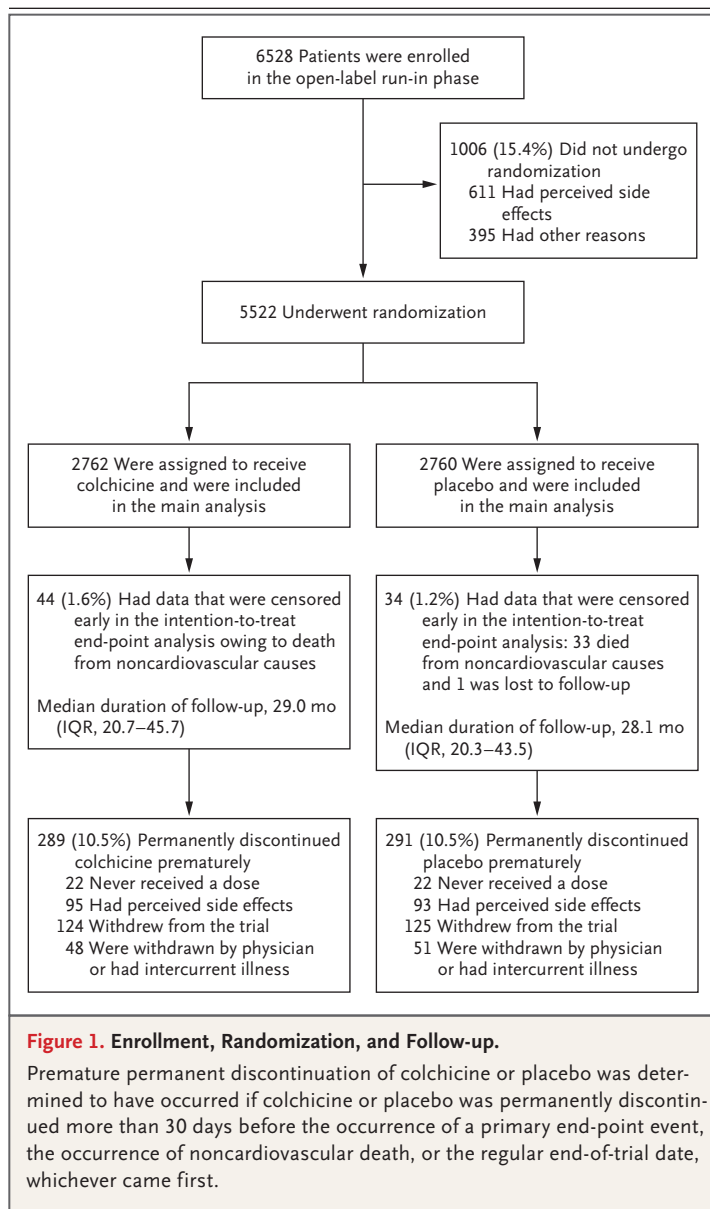 6528 Patients were enrolled
in the open-label run-in phase
1006 (15.4%) Did not undergo
randomization
611 Had perceived side
effects
395 Had other reasons
5522 Underwent randomization
2762 Were assigned to receive
colchicine and were included
in the main analysis
2760 Were assigned to receive
placebo and were included
in the main analysis
44 (1.6%) Had data that were censored
early in the intention-to-treat
end-point analysis owing to death
from noncardiovascular causes
Median duration of follow-up, 29.0 mo
(IQR, 20.7–45.7)
34 (1.2%) Had data that were censored
early in the intention-to-treat
end-point analysis: 33 died
from noncardiovascular causes
and 1 was lost to follow-up
Median duration of follow-up, 28.1 mo
(IQR, 20.3–43.5)
289 (10.5%) Permanently discontinued
colchicine prematurely
22 Never received a dose
95 Had perceived side effects
124 Withdrew from the trial
48 Were withdrawn by physician
or had intercurrent illness
291 (10.5%) Permanently discontinued
placebo prematurely
22 Never received a dose
93 Had perceived side effects
125 Withdrew from the trial
51 Were withdrawn by physician
or had intercurrent illness
Figure 1. Enrollment, Randomization, and Follow-up.
Premature permanent discontinuation of colchicine or placebo was deter-
mined to have occurred if colchicine or placebo was permanently discontin-
ued more than 30 days before the occurrence of a primary end-point event,
the occurrence of noncardiovascular death, or the regular end-of-trial date,
whichever came first.